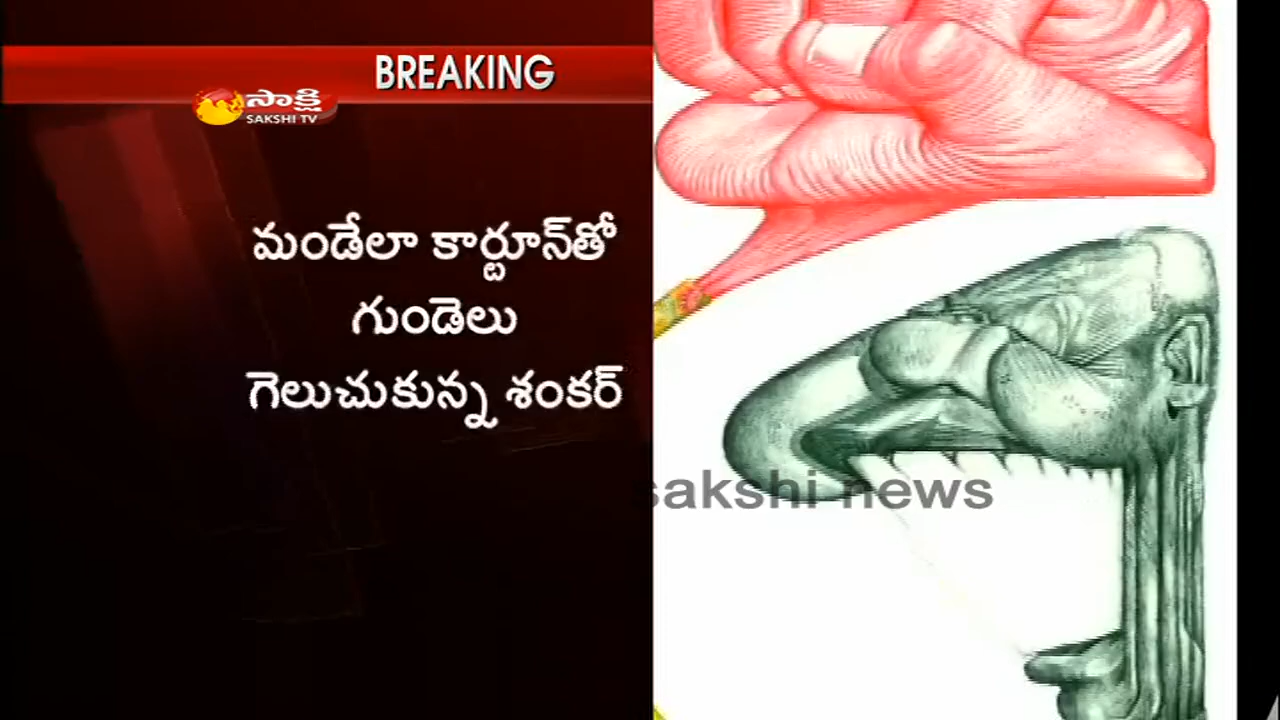 BREAKING
సాక్షి
SAKSHI TV
మండేలా కార్టూన్‌తో
గుండెలు
గెలుచుకున్న శంకర్
sakshi news